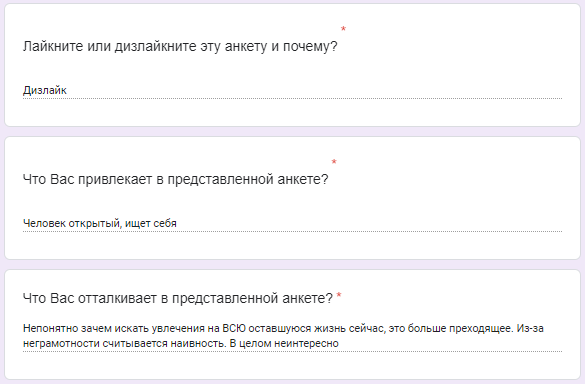 Лайкните или дизлайкните эту анкету и почему? *
Дизлайк
Что Вас привлекает в представленной анкете? *
Человек открытый, ищет себя
Что Вас отталкивает в представленной анкете? *
Непонятно зачем искать увлечения на ВСЮ оставшуюся жизнь сейчас, это больше преходящее. Из-за
неграмотности считывается наивность. В целом неинтересно